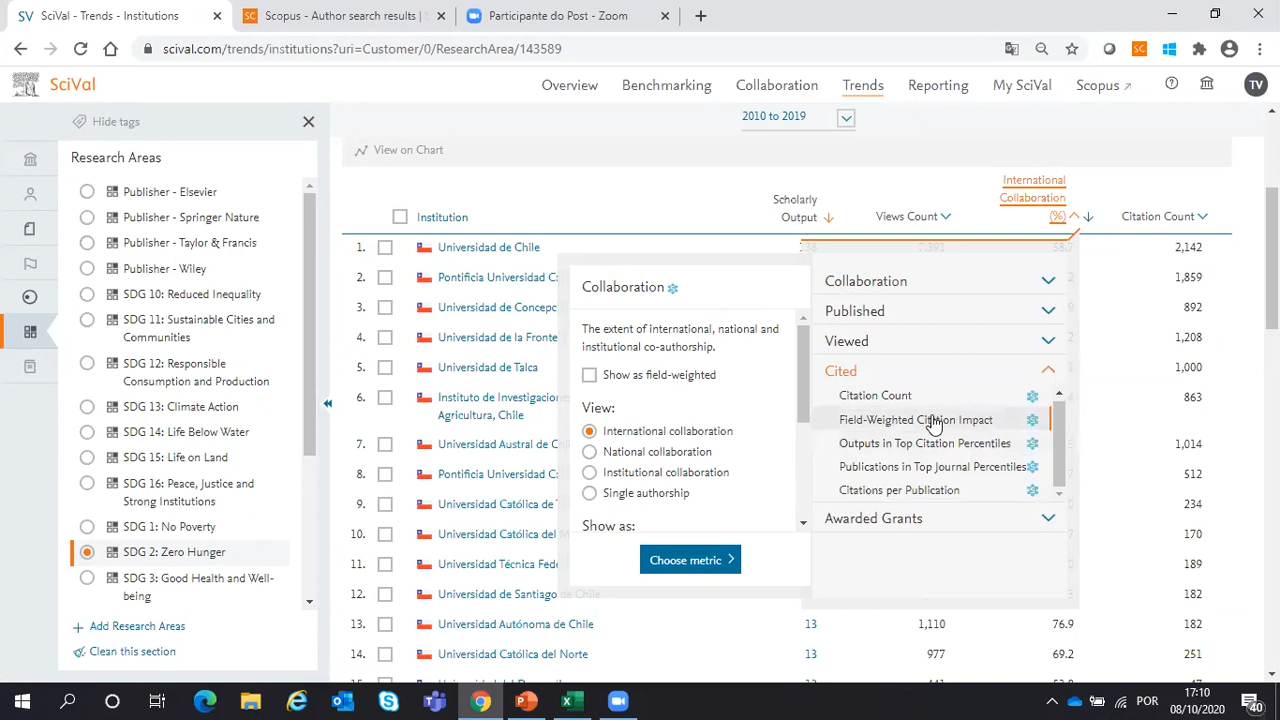 SciVal - Trends - Institutions
Scopus - Author search results |
Participante do Post - Zoom
scival.com/trends/institutions?uri=Customer/0/ResearchArea/143589
SciVal
Overview
Benchmarking
Collaboration
Trends
Reporting
My SciVal
Scopus
TV
Hide tags
Research Areas
Publisher - Elsevier
Publisher - Springer Nature
Publisher - Taylor & Francis
Publisher - Wiley
SDG 10: Reduced Inequality
SDG 11: Sustainable Cities and
Communities
SDG 12: Responsible
Consumption and Production
SDG 13: Climate Action
SDG 14: Life Below Water
SDG 15: Life on Land
SDG 16: Peace, Justice and
Strong Institutions
SDG 1: No Poverty
SDG 2: Zero Hunger
SDG 3: Good Health and Well-
being
Add Research Areas
Clean this section
2010 to 2019
View on Chart
Institution
Scholarly
Output
Views Count
International
Collaboration
(%)
Citation Count
1. Universidad de Chile 138 7,391 2,142
2. Pontificia Universidad C 1,859
3. Universidad de Concepc 892
4. Universidad de la Fronte 1,208
5. Universidad de Talca 1,000
6. Instituto de Investigacion 863
Agricultura, Chile
7. Universidad Austral de Ch 1,014
8. Pontificia Universidad C 512
9. Universidad Católica de T 234
10. Universidad Católica del M 170
11. Universidad Técnica Fede 189
12. Universidad de Santiago de Chile 182
13. Universidad Autónoma de Chile 13 1,110 76.9 182
14. Universidad Católica del Norte 13 977 69.2 251
Collaboration
The extent of international, national and
institutional co-authorship.
Show as field-weighted
View:
International collaboration
National collaboration
Institutional collaboration
Single authorship
Show as:
Choose metric
Collaboration
Published
Viewed
Cited
Citation Count
Field-Weighted Citation Impact
Outputs in Top Citation Percentiles
Publications in Top Journal Percentiles
Citations per Publication
Awarded Grants
POR
17:10
08/10/2020
40